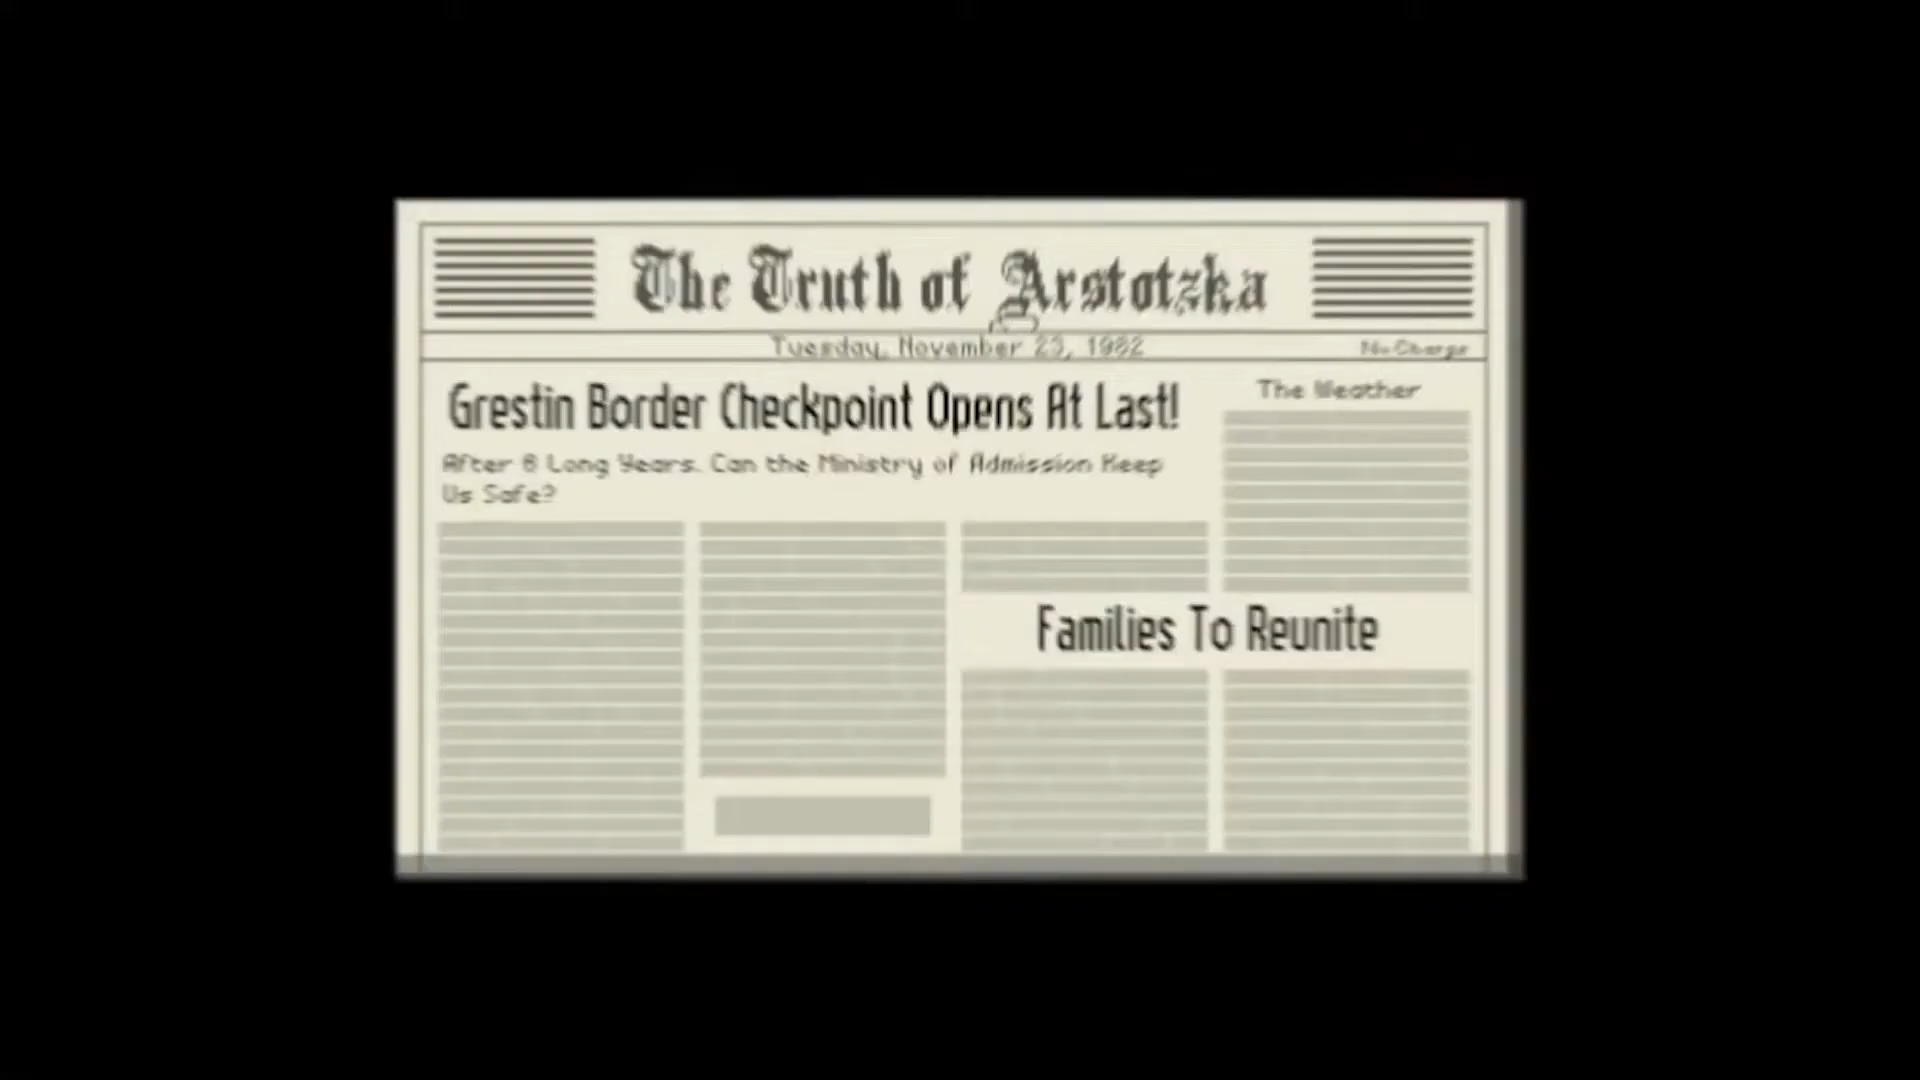 The Truth of Arstotzka
Tuesday, November 23, 1982
No Charge
Grestin Border Checkpoint Opens At Last!
After 6 Long Years. Can the Ministry of Admission Keep
Us Safe?
The Weather
Families To Reunite